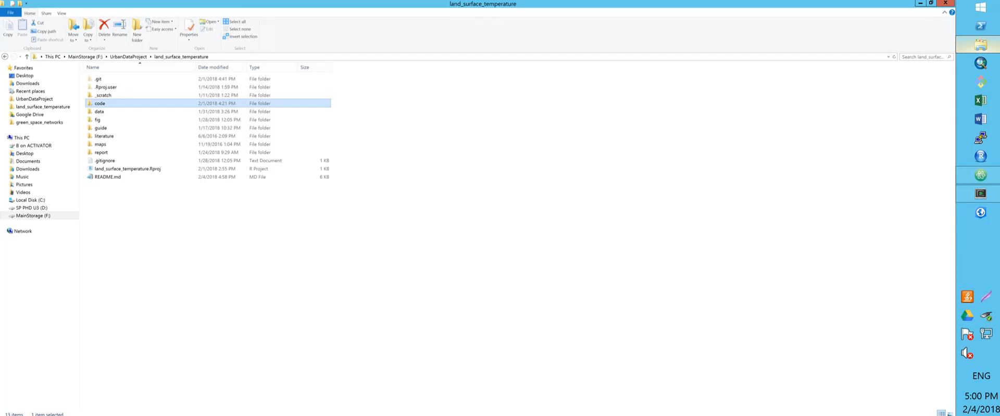 land_surface_temperature
File Home Share View
Copy
Paste
Cut
Copy path
Paste shortcut
Clipboard
Move to
Copy to
Delete
Rename
Organize
New folder
New item
Easy access
New
Properties
Open
Edit
Open
Select all
Select none
Invert selection
Select
This PC MainStorage (F:) UrbanDataProject land_surface_temperature
Search land_surfac...
Favorites
Desktop
Downloads
Recent places
UrbanDataProject
land_surface_temperature
Google Drive
green_space_networks
This PC
B on ACTIVATOR
Desktop
Documents
Downloads
Music
Pictures
Videos
Local Disk (C:)
SP PHD U3 (D:)
MainStorage (F:)
Network
Name Date modified Type Size
.git 2/1/2018 4:41 PM File folder
.Rproj.user 1/14/2018 1:59 PM File folder
_scratch 1/11/2018 1:22 PM File folder
code 2/1/2018 4:21 PM File folder
data 1/31/2018 3:26 PM File folder
fig 1/28/2018 12:05 PM File folder
guide 1/17/2018 10:32 PM File folder
literature 6/6/2016 2:09 PM File folder
maps 11/19/2016 1:04 PM File folder
report 1/24/2018 9:29 AM File folder
.gitignore 1/28/2018 12:05 PM Text Document 1 KB
land_surface_temperature.Rproj 2/1/2018 2:55 PM R Project 1 KB
README.md 2/4/2018 4:58 PM MD File 6 KB
13 items 1 item selected
ENG
5:00 PM
2/4/2018